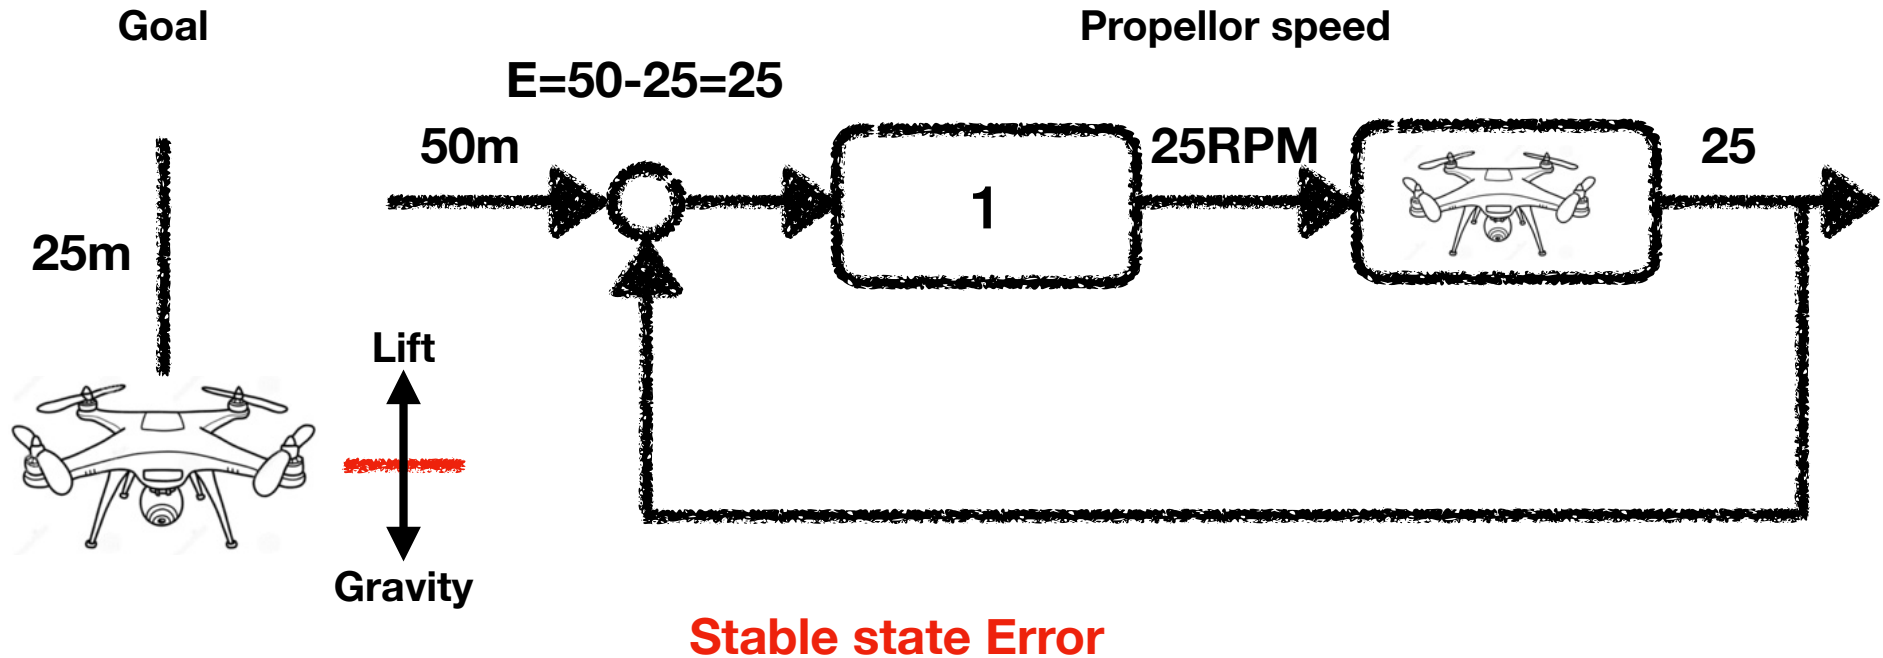 Goal
Propellor speed
E=50-25=25
50m
25RPM
25
1
25m
Lift
Gravity
Stable state Error